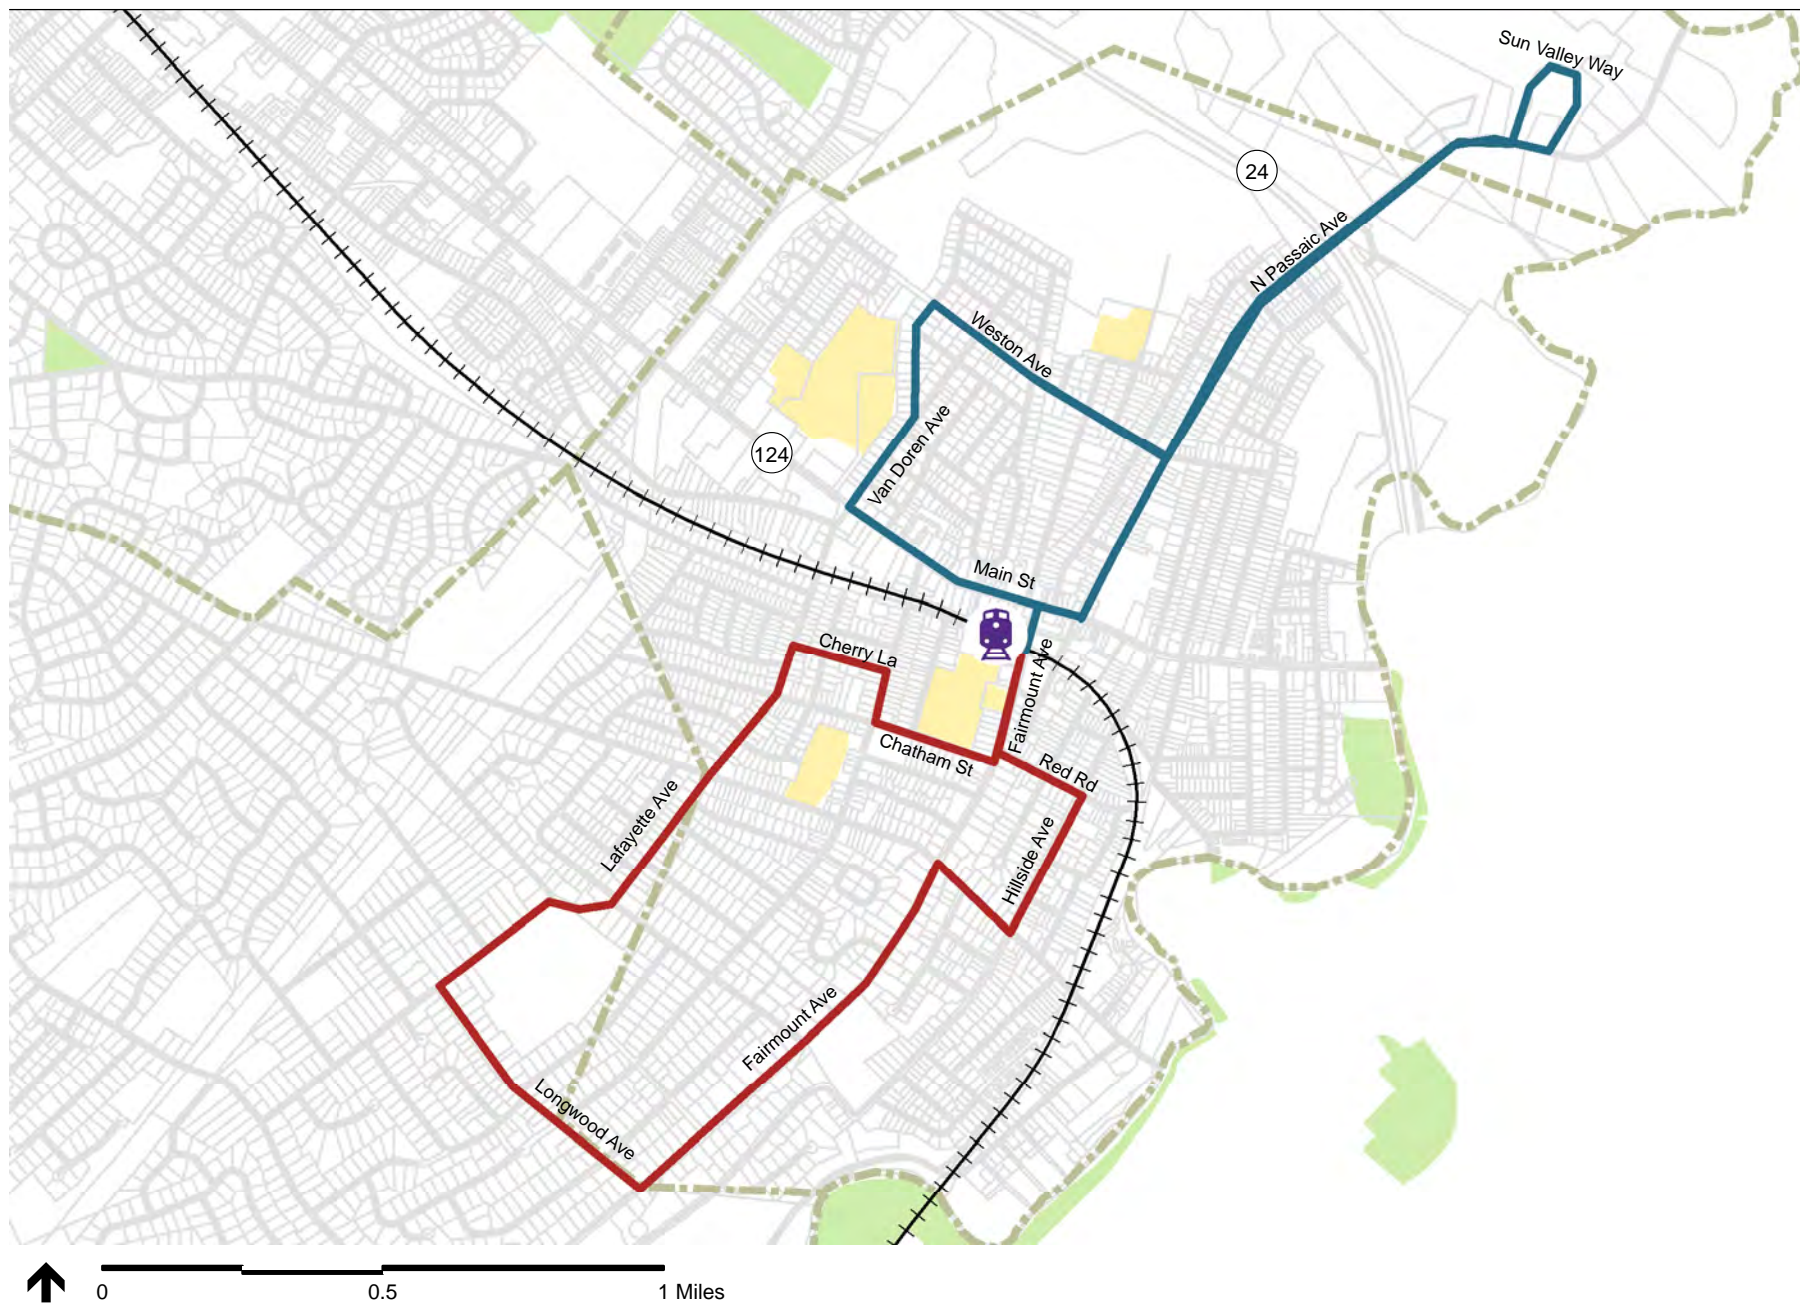 Sun Valley Way
24
N Passaic Ave
Weston Ave
Van Doren Ave
124
Main St
Cherry La
Fairmount Ave
Chatham St
Red Rd
Lafayette Ave
Hillside Ave
Fairmount Ave
Longwood Ave
0
0.5
1 Miles